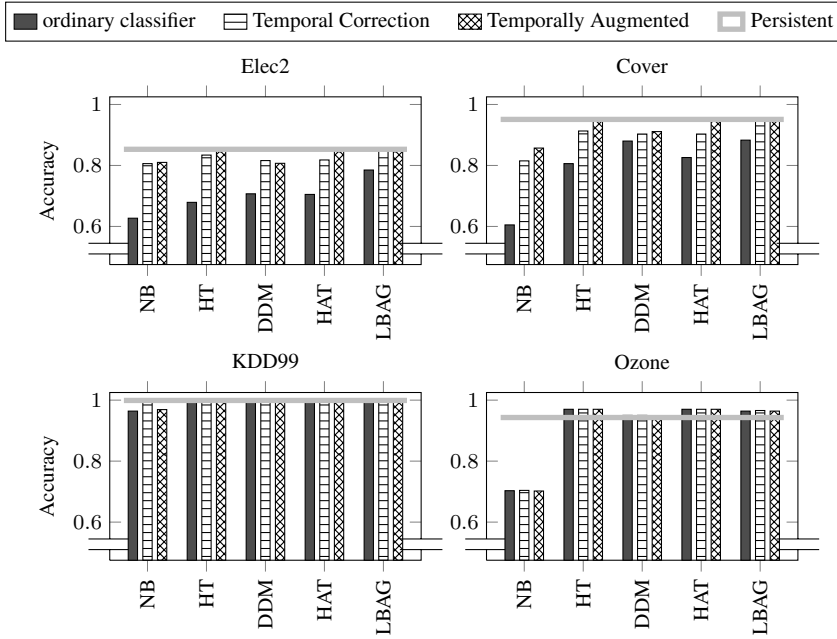 ordinary classifier Temporal Correction Temporally Augmented Persistent
Elec2
Accuracy
1
0.8
0.6
NB HT DDM HAT LBAG
Cover
1
0.8
0.6
NB HT DDM HAT LBAG
KDD99
Accuracy
1
0.8
0.6
NB HT DDM HAT LBAG
Ozone
1
0.8
0.6
NB HT DDM HAT LBAG